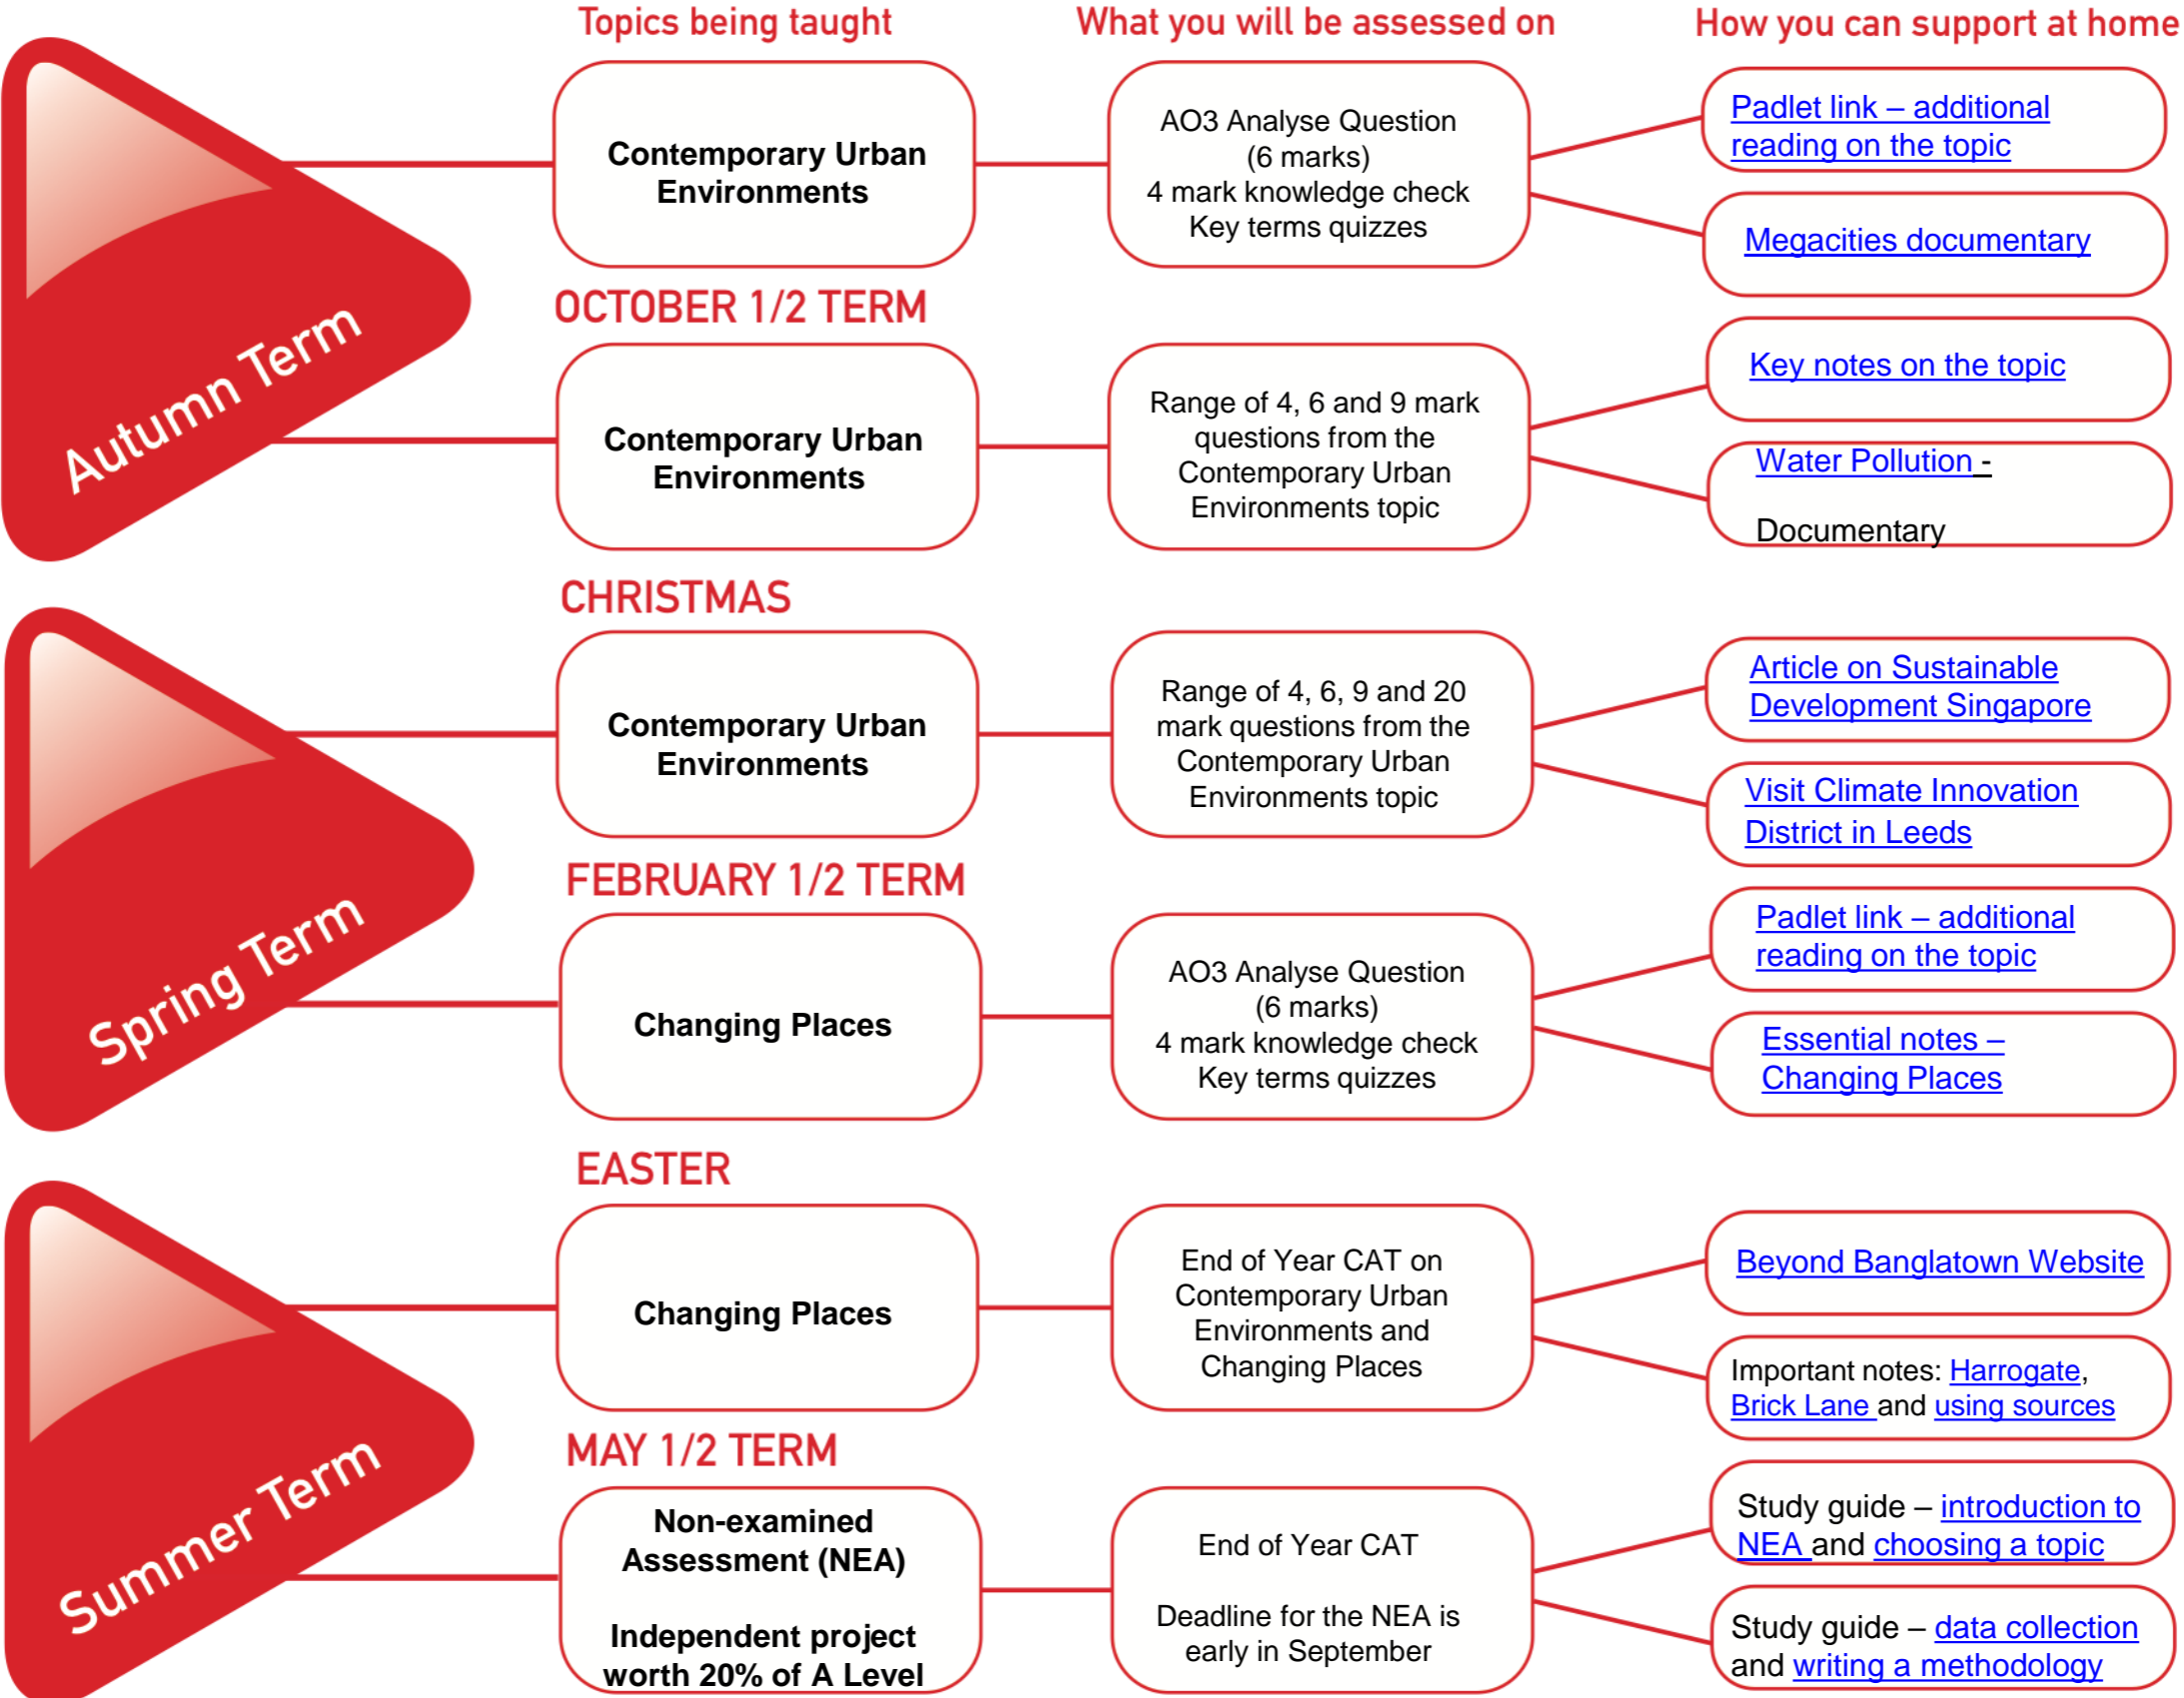 Topics being taught
What you will be assessed on
How you can support at home
Autumn Term
Contemporary Urban
Environments
AO3 Analyse Question
(6 marks)
4 mark knowledge check
Key terms quizzes
Padlet link – additional
reading on the topic
Megacities documentary
OCTOBER 1/2 TERM
Contemporary Urban
Environments
Range of 4, 6 and 9 mark
questions from the
Contemporary Urban
Environments topic
Key notes on the topic
Water Pollution -
Documentary
CHRISTMAS
Spring Term
Contemporary Urban
Environments
Range of 4, 6, 9 and 20
mark questions from the
Contemporary Urban
Environments topic
Article on Sustainable
Development Singapore
Visit Climate Innovation
District in Leeds
FEBRUARY 1/2 TERM
Changing Places
AO3 Analyse Question
(6 marks)
4 mark knowledge check
Key terms quizzes
Padlet link – additional
reading on the topic
Essential notes –
Changing Places
EASTER
Summer Term
Changing Places
End of Year CAT on
Contemporary Urban
Environments and
Changing Places
Beyond Banglatown Website
Important notes: Harrogate,
Brick Lane and using sources
MAY 1/2 TERM
Non-examined
Assessment (NEA)
Independent project
worth 20% of A Level
End of Year CAT
Deadline for the NEA is
early in September
Study guide – introduction to
NEA and choosing a topic
Study guide – data collection
and writing a methodology